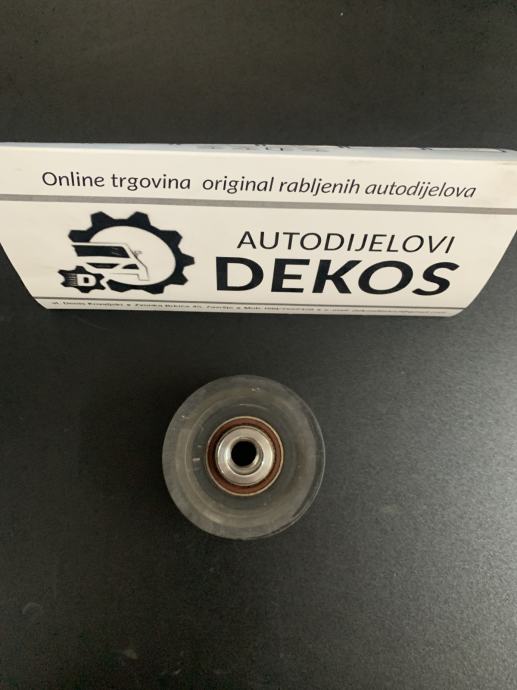 Online trgovina original rabljenih autodijelova
AUTODIJELOVI
D
DEKOS